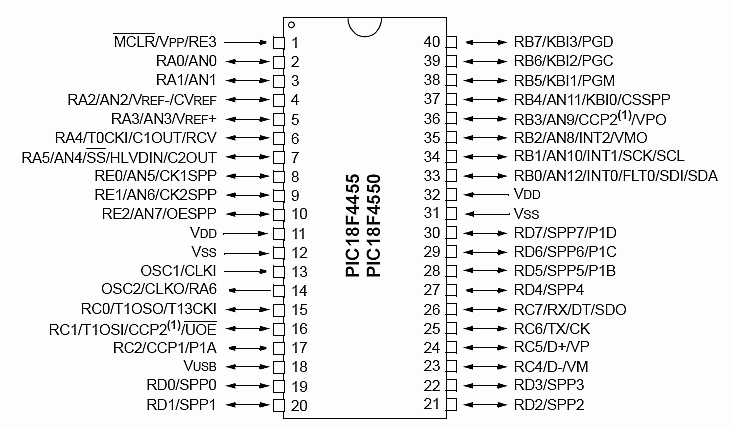 MCLR/VPP/RE3 1 40 RB7/KBI3/PGD
RA0/AN0 2 39 RB6/KBI2/PGC
RA1/AN1 3 38 RB5/KBI1/PGM
RA2/AN2/VREF-/CVREF 4 37 RB4/AN11/KBI0/CSSPP
RA3/AN3/VREF+ 5 36 RB3/AN9/CCP2(1)/VPO
RA4/T0CKI/C1OUT/RCV 6 35 RB2/AN8/INT2/VMO
RA5/AN4/SS/HLVDIN/C2OUT 7 34 RB1/AN10/INT1/SCK/SCL
RE0/AN5/CK1SPP 8 33 RB0/AN12/INT0/FLT0/SDI/SDA
RE1/AN6/CK2SPP 9 32 VDD
RE2/AN7/OESPP 10 31 VSS
VDD 11 30 RD7/SPP7/P1D
VSS 12 29 RD6/SPP6/P1C
OSC1/CLKI 13 28 RD5/SPP5/P1B
OSC2/CLKO/RA6 14 27 RD4/SPP4
RC0/T1OSO/T13CKI 15 26 RC7/RX/DT/SDO
RC1/T1OSI/CCP2(1)/UOE 16 25 RC6/TX/CK
RC2/CCP1/P1A 17 24 RC5/D+/VP
VUSB 18 23 RC4/D-/VM
RD0/SPP0 19 22 RD3/SPP3
RD1/SPP1 20 21 RD2/SPP2
PIC18F4455
PIC18F4550